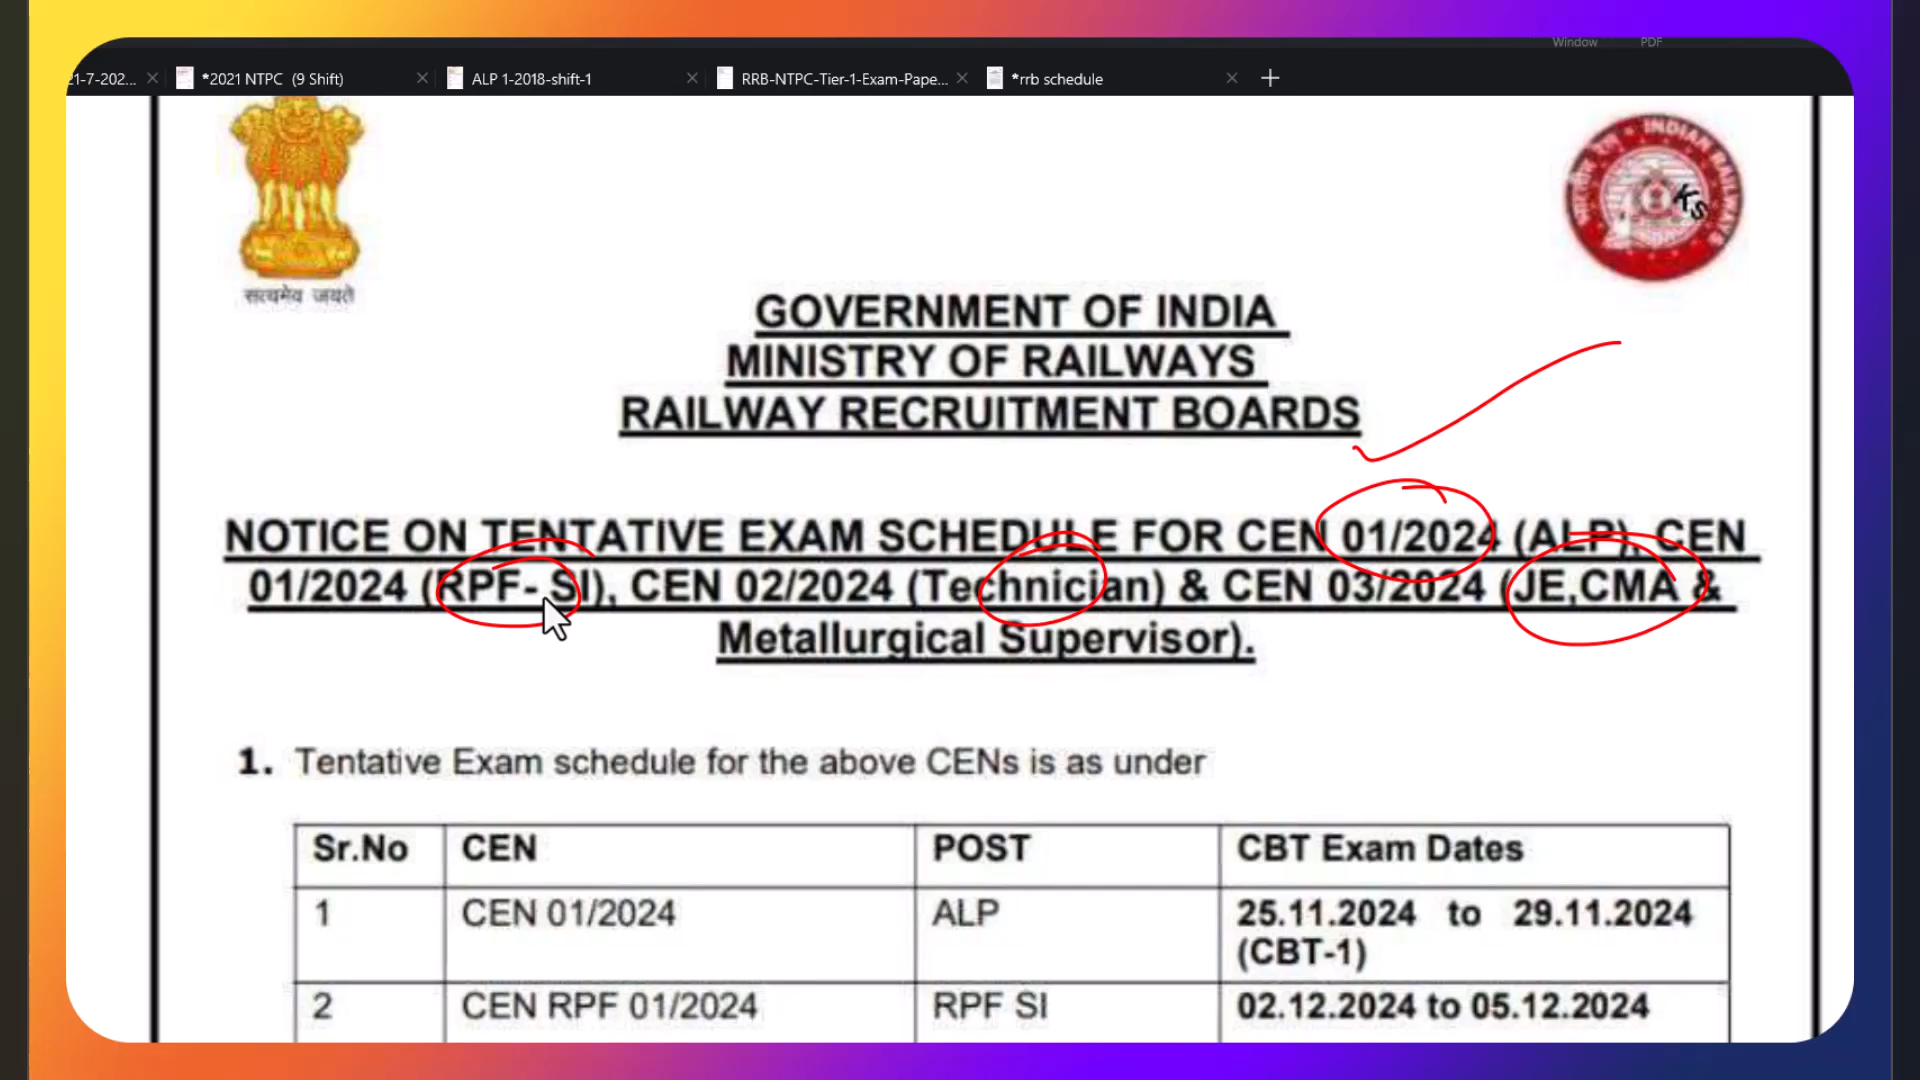 Window PDF
21-7-202... *2021 NTPC (9 Shift) ALP 1-2018-shift-1 RRB-NTPC-Tier-1-Exam-Pape... *rrb schedule
सत्यमेव जयते
INDIAN RAILWAYS
KS
GOVERNMENT OF INDIA
MINISTRY OF RAILWAYS
RAILWAY RECRUITMENT BOARDS
NOTICE ON TENTATIVE EXAM SCHEDULE FOR CEN 01/2024 (ALP), CEN
01/2024 (RPF- SI), CEN 02/2024 (Technician) & CEN 03/2024 (JE,CMA &
Metallurgical Supervisor).
1. Tentative Exam schedule for the above CENs is as under
Sr.No CEN POST CBT Exam Dates
1 CEN 01/2024 ALP 25.11.2024 to 29.11.2024
(CBT-1)
2 CEN RPF 01/2024 RPF SI 02.12.2024 to 05.12.2024